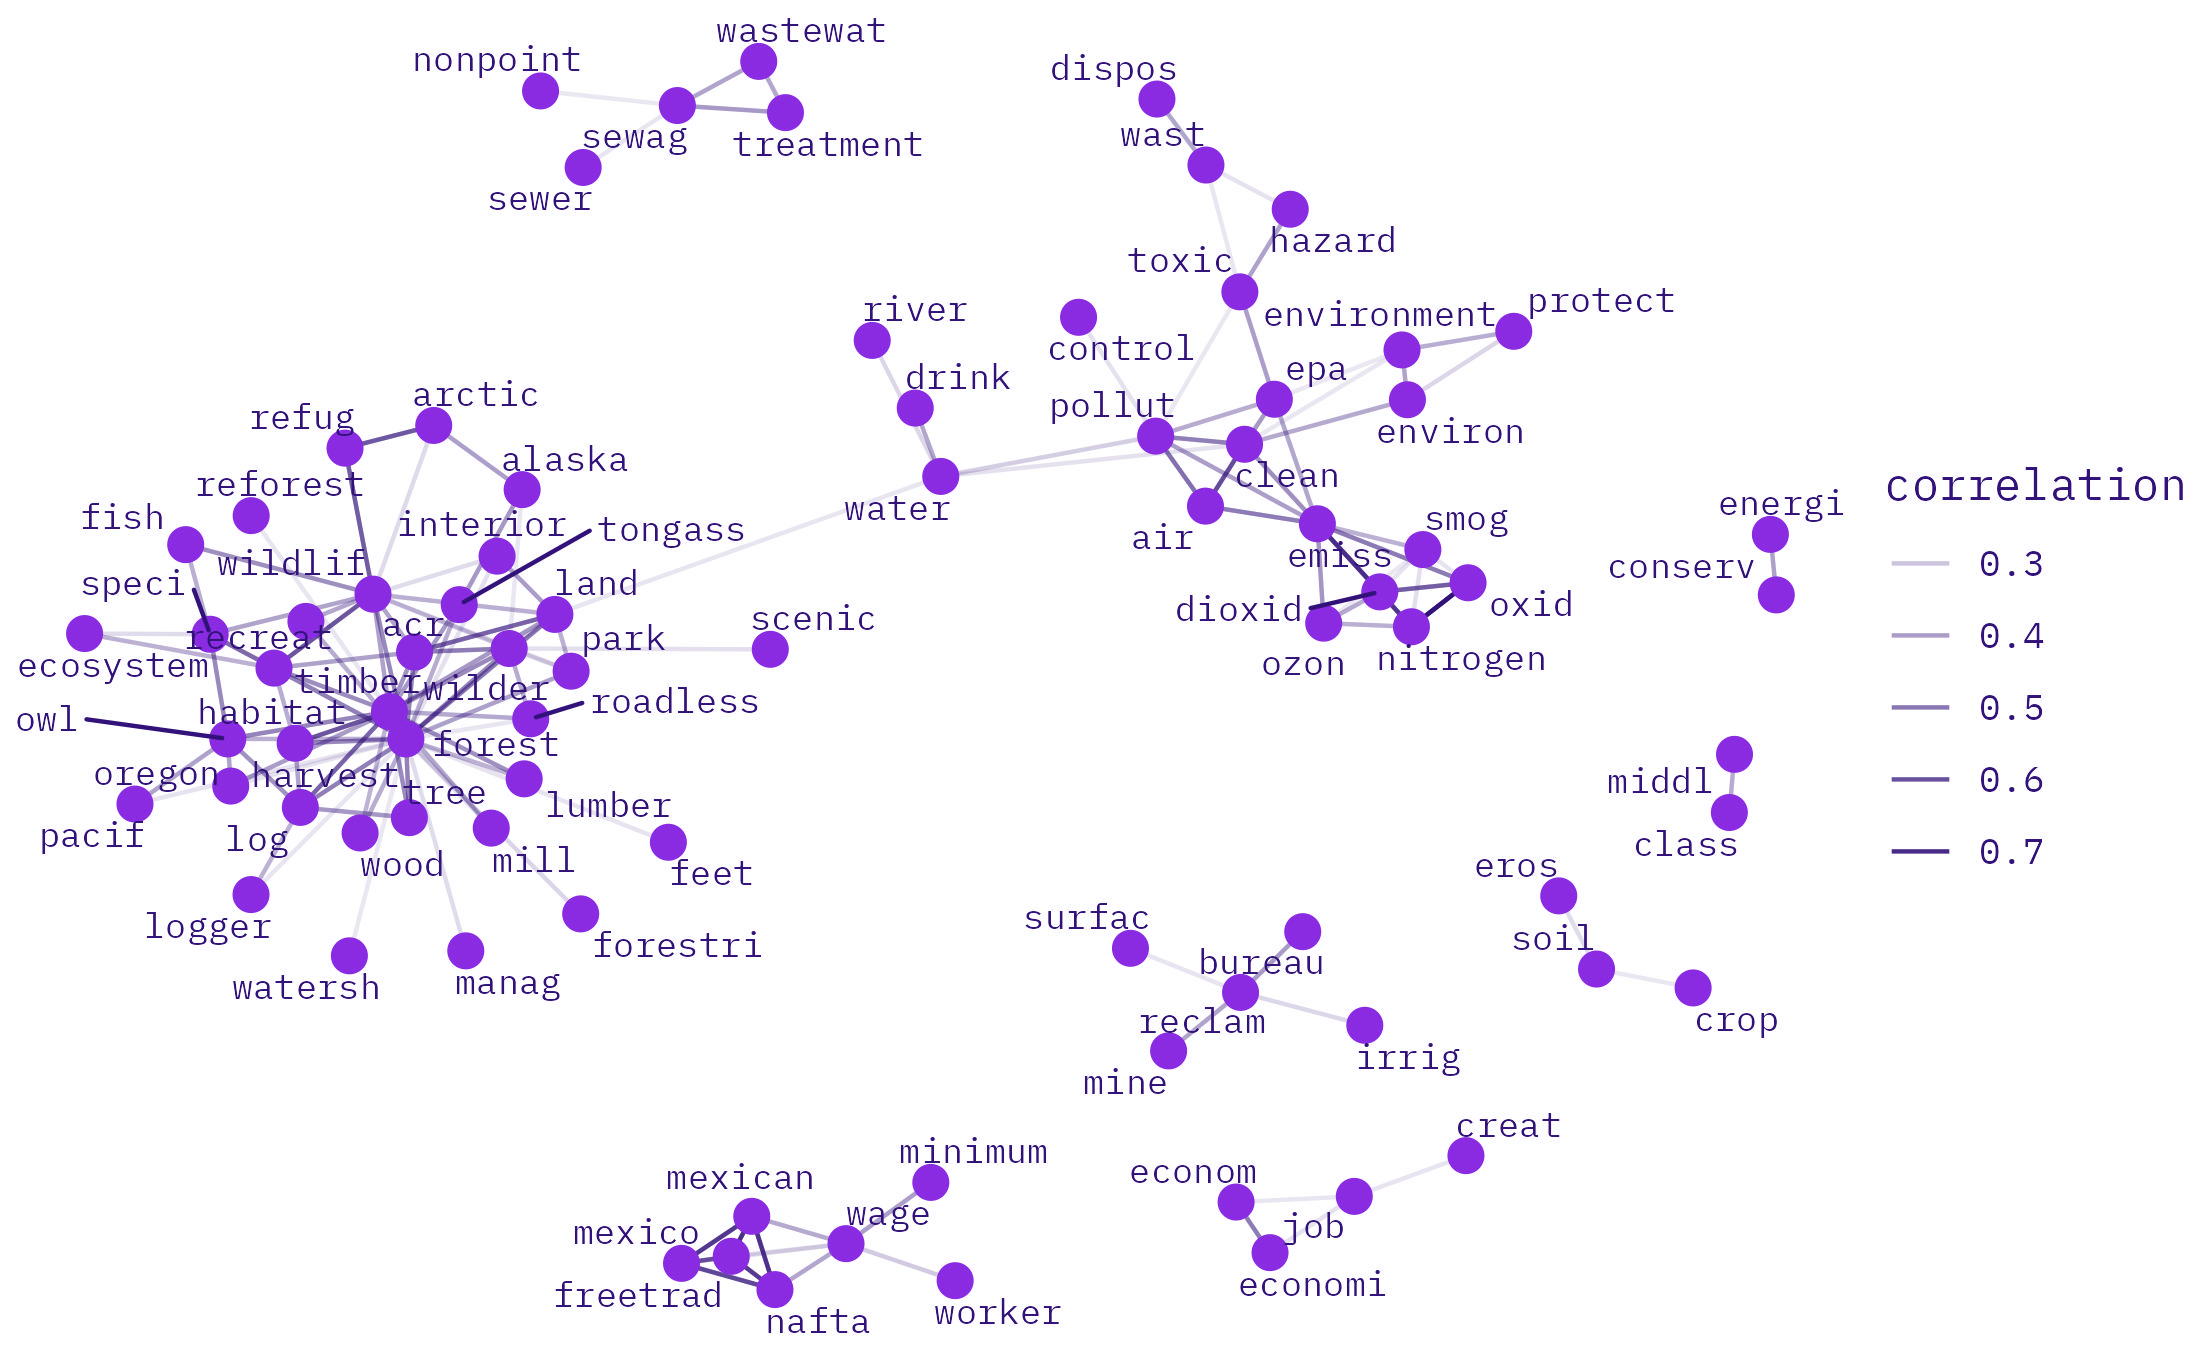 wastewat
nonpoint
sewag
treatment
sewer
dispos
wast
hazard
toxic
river
control
environment
protect
drink
epa
pollut
environ
arctic
refug
alaska
clean
reforest
water
interior
tongass
air
smog
fish
wildlif
emiss
speci
land
dioxid
oxid
recreat
acr
scenic
park
ecosystem
ozon
nitrogen
timber
wilder
roadless
habitat
owl
forest
oregon
harvest
tree
lumber
pacif
log
wood
mill
feet
logger
forestri
watersh
manag
energi
conserv
middl
class
eros
soil
crop
surfac
bureau
reclam
irrig
mine
creat
econom
job
economi
minimum
mexican
wage
mexico
freetrad
nafta
worker
correlation
0.3
0.4
0.5
0.6
0.7